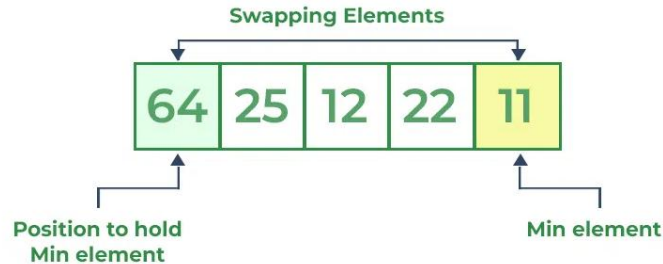 Swapping Elements
64 25 12 22 11
Position to hold
Min element
Min element